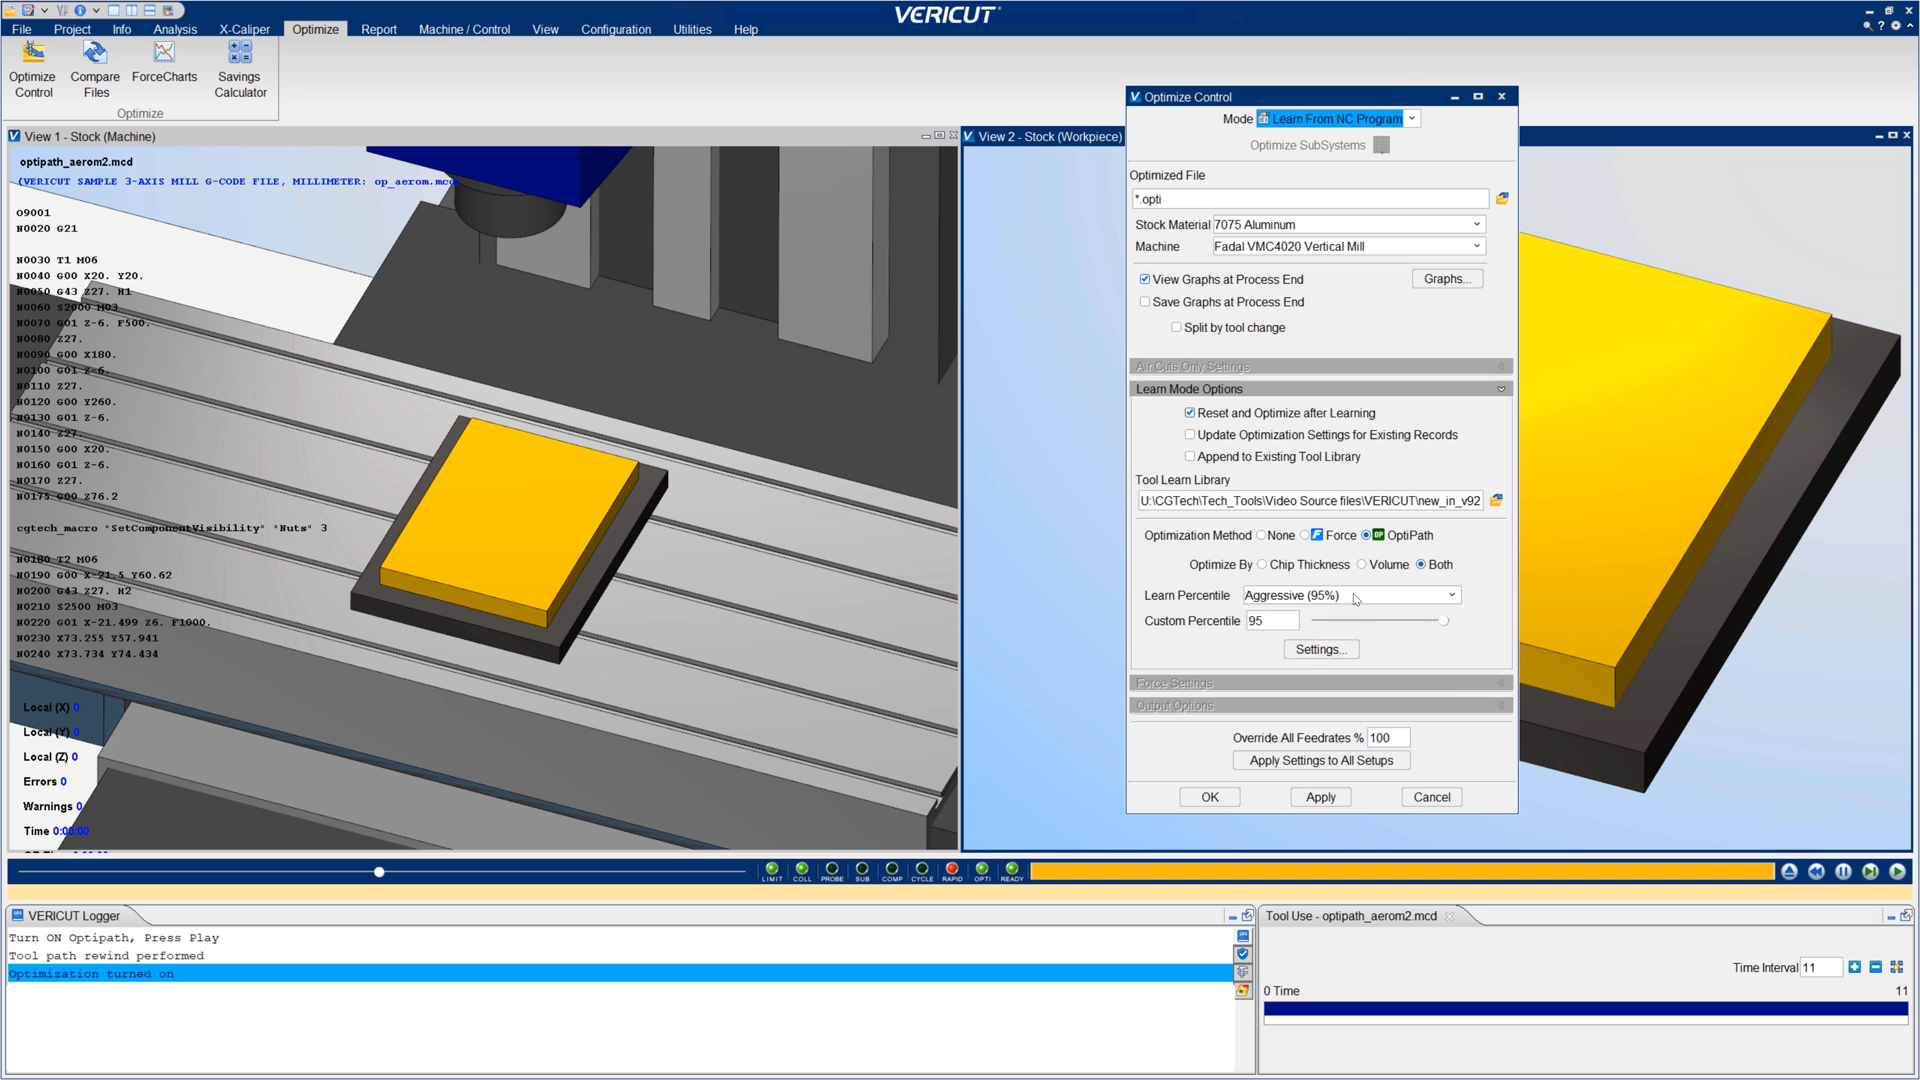 VERICUT
File Project Info Analysis X-Caliper Optimize Report Machine / Control View Configuration Utilities Help
Optimize Control
Compare Files
ForceCharts
Savings Calculator
Optimize
View 1 - Stock (Machine)
optipath_aerom2.mcd
(VERICUT SAMPLE 3-AXIS MILL G-CODE FILE, MILLIMETER: op_aerom.mcd
O9001
N0020 G21
N0030 T1 M06
N0040 G00 X20. Y20.
N0050 G43 Z27. H1
N0060 S2000 M03
N0070 G01 Z-6. F500.
N0080 Z27.
N0090 G00 X180.
N0100 G01 Z-6.
N0110 Z27.
N0120 G00 Y260.
N0130 G01 Z-6.
N0140 Z27.
N0150 G00 X20.
N0160 G01 Z-6.
N0170 Z27.
N0175 G00 Z76.2
cgtech_macro "SetComponentVisibility" "Nuts" 3
N0180 T2 M06
N0190 G00 X-21.5 Y60.62
N0200 G43 Z27. H2
N0210 S2500 M03
N0220 G01 X-21.499 Z6. F1000.
N0230 X73.255 Y57.941
N0240 X73.734 Y74.434
Local (X) 0
Local (Y) 0
Local (Z) 0
Errors 0
Warnings 0
Time 0:00:00
View 2 - Stock (Workpiece)
Optimize Control
Mode Learn From NC Program
Optimize SubSystems
Optimized File
*.opti
Stock Material 7075 Aluminum
Machine Fadal VMC4020 Vertical Mill
View Graphs at Process End Graphs...
Save Graphs at Process End
Split by tool change
Air Cuts Only Settings
Learn Mode Options
Reset and Optimize after Learning
Update Optimization Settings for Existing Records
Append to Existing Tool Library
Tool Learn Library
U:\CGTech\Tech_Tools\Video Source files\VERICUT\new_in_v92
Optimization Method None Force OptiPath
Optimize By Chip Thickness Volume Both
Learn Percentile Aggressive (95%)
Custom Percentile 95
Settings...
Force Settings
Output Options
Override All Feedrates % 100
Apply Settings to All Setups
OK Apply Cancel
LIMIT COLL PROBE SUB COMP CYCLE RAPID OPTI READY
VERICUT Logger
Turn ON Optipath, Press Play
Tool path rewind performed
Optimization turned on
Tool Use - optipath_aerom2.mcd
Time Interval 11
0 Time 11